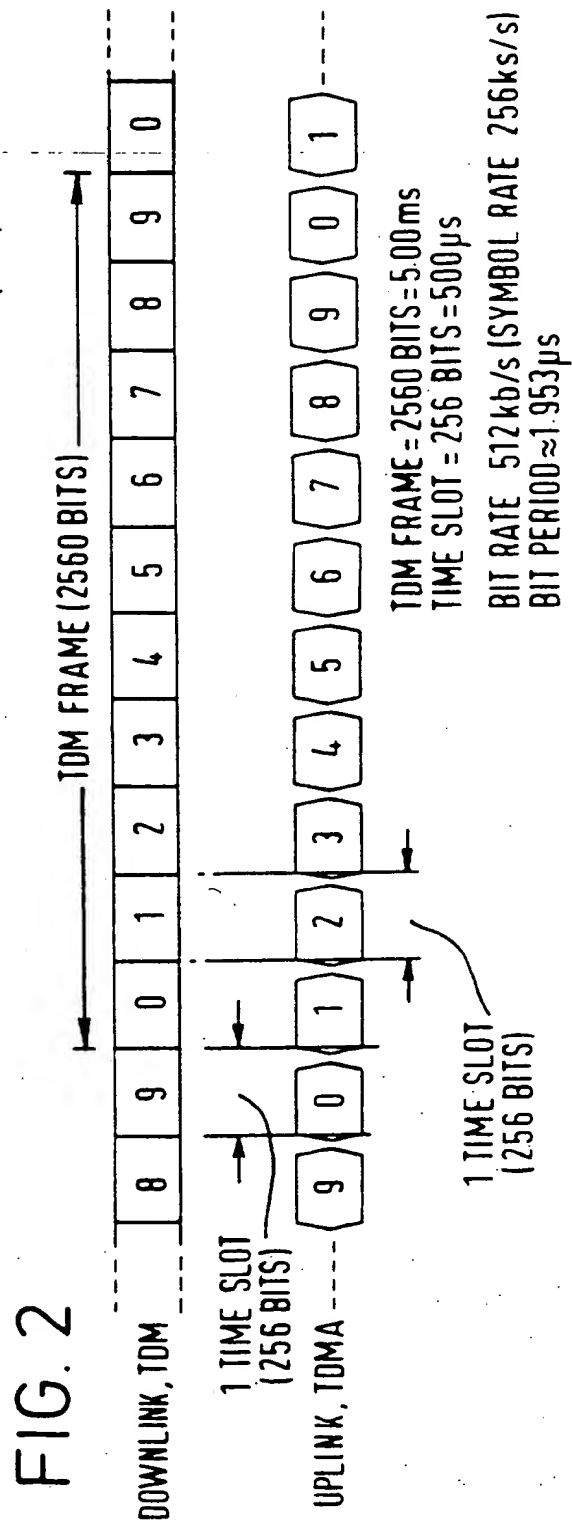 FIG. 2
TDM FRAME (2560 BITS)
DOWNLINK, TDM
8 9 0 1 2 3 4 5 6 7 8 9 0
1 TIME SLOT
(256 BITS)
UPLINK, TDMA
9 0 1 2 3 4 5 6 7 8 9 0 1
1 TIME SLOT
(256 BITS)
TDM FRAME = 2560 BITS = 5.00ms
TIME SLOT = 256 BITS = 500µs
BIT RATE 512kb/s (SYMBOL RATE 256ks/s)
BIT PERIOD ≈ 1.953µs